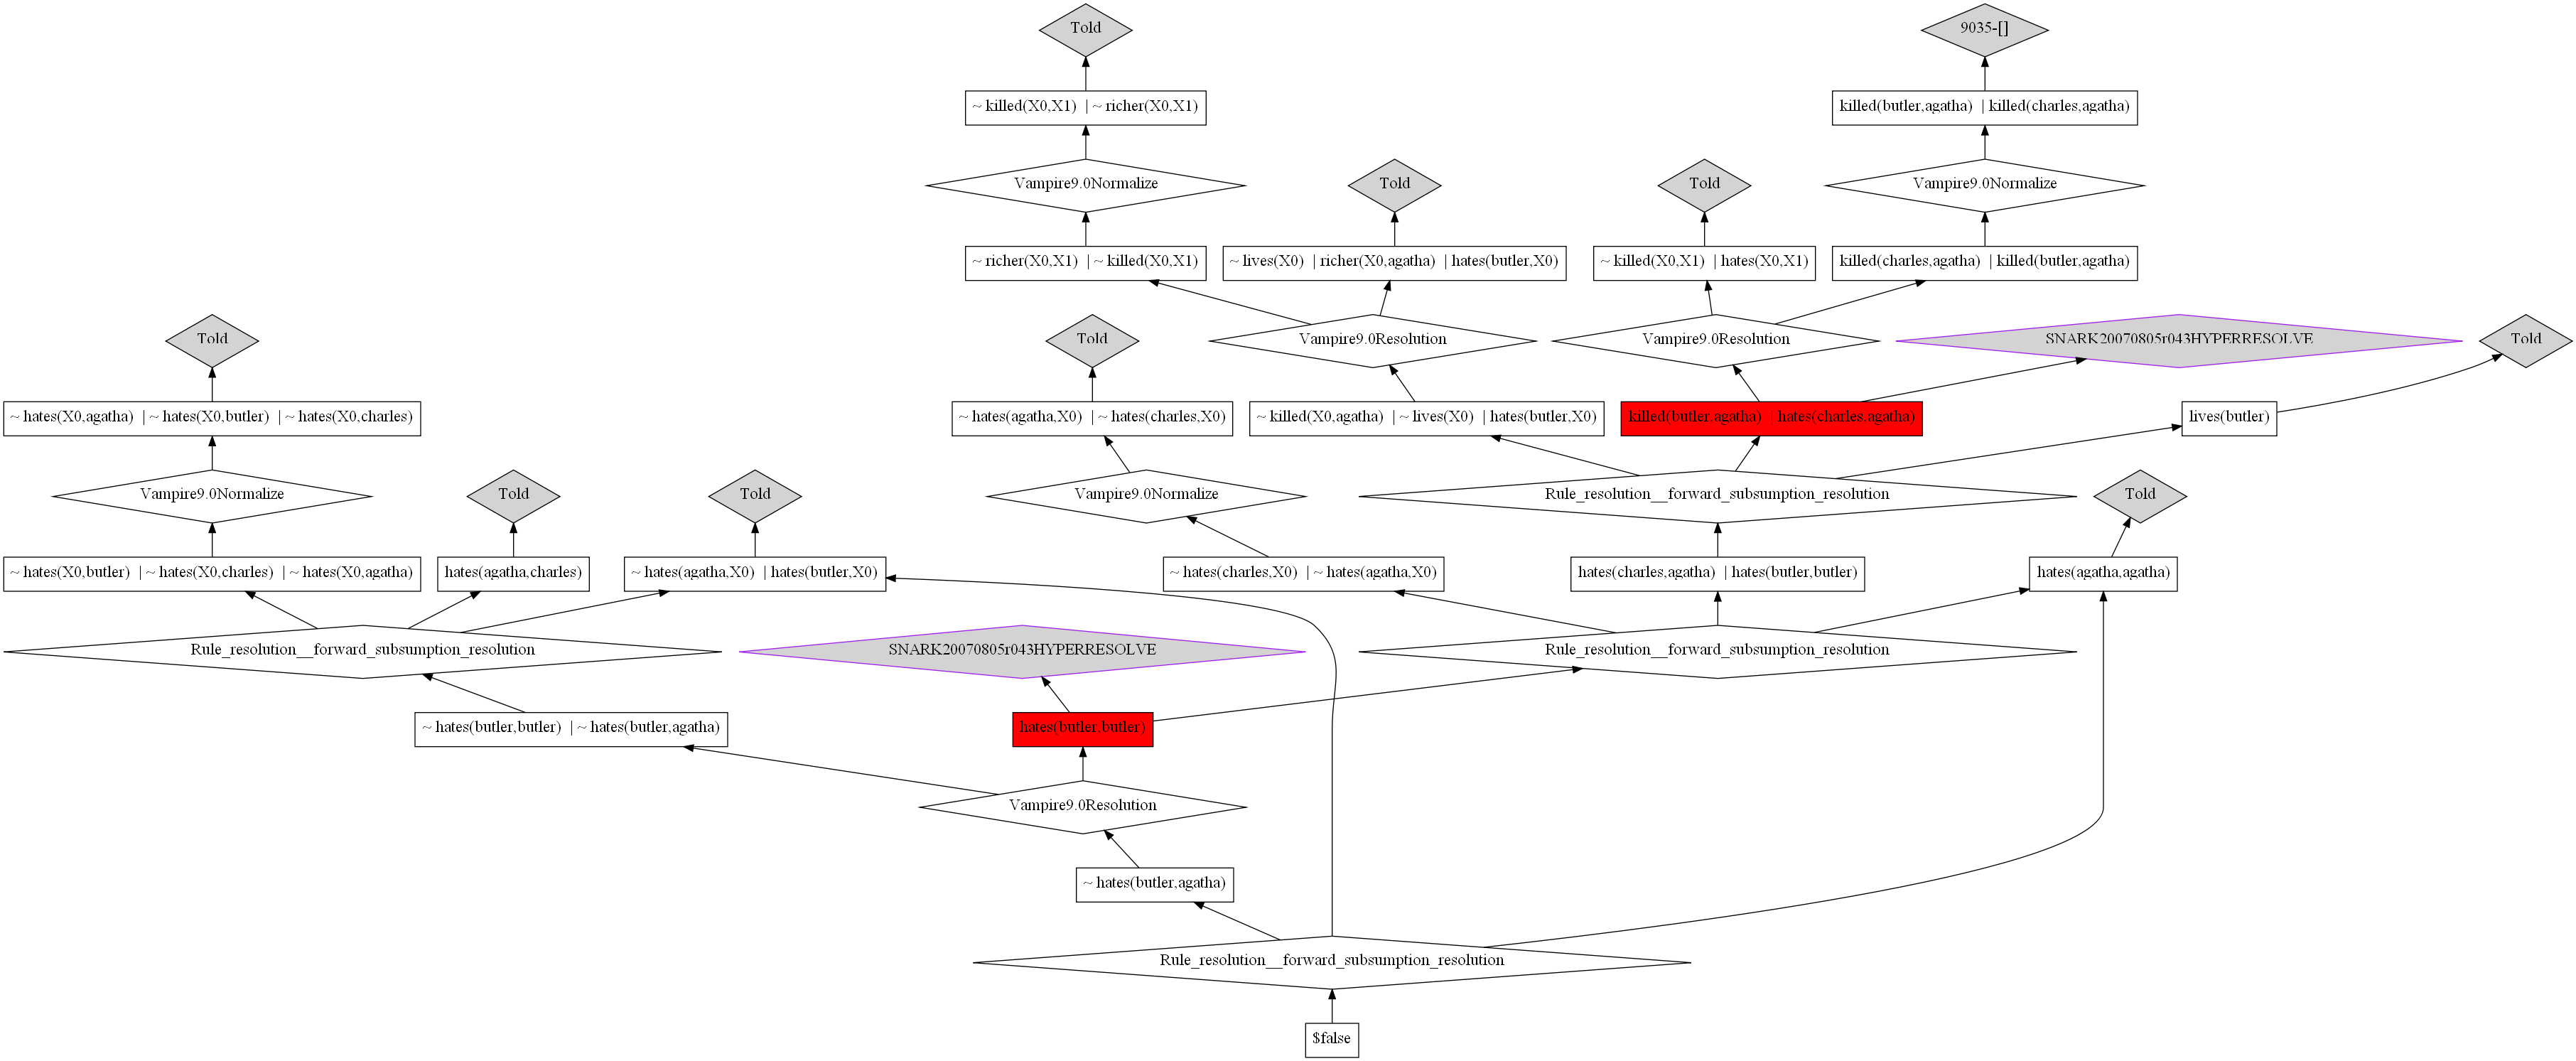 Told
9035-[]
~ killed(X0,X1) | ~ richer(X0,X1)
killed(butler,agatha) | killed(charles,agatha)
Vampire9.0Normalize
Told
Told
Vampire9.0Normalize
~ richer(X0,X1) | ~ killed(X0,X1)
~ lives(X0) | richer(X0,agatha) | hates(butler,X0)
~ killed(X0,X1) | hates(X0,X1)
killed(charles,agatha) | killed(butler,agatha)
Told
Told
Vampire9.0Resolution
Vampire9.0Resolution
SNARK20070805r043HYPERRESOLVE
Told
~ hates(X0,agatha) | ~ hates(X0,butler) | ~ hates(X0,charles)
~ hates(agatha,X0) | ~ hates(charles,X0)
~ killed(X0,agatha) | ~ lives(X0) | hates(butler,X0)
killed(butler,agatha) | hates(charles,agatha)
lives(butler)
Vampire9.0Normalize
Told
Told
Vampire9.0Normalize
Rule_resolution__forward_subsumption_resolution
Told
~ hates(X0,butler) | ~ hates(X0,charles) | ~ hates(X0,agatha)
hates(agatha,charles)
~ hates(agatha,X0) | hates(butler,X0)
~ hates(charles,X0) | ~ hates(agatha,X0)
hates(charles,agatha) | hates(butler,butler)
hates(agatha,agatha)
Rule_resolution__forward_subsumption_resolution
SNARK20070805r043HYPERRESOLVE
Rule_resolution__forward_subsumption_resolution
~ hates(butler,butler) | ~ hates(butler,agatha)
hates(butler,butler)
Vampire9.0Resolution
~ hates(butler,agatha)
Rule_resolution__forward_subsumption_resolution
$false